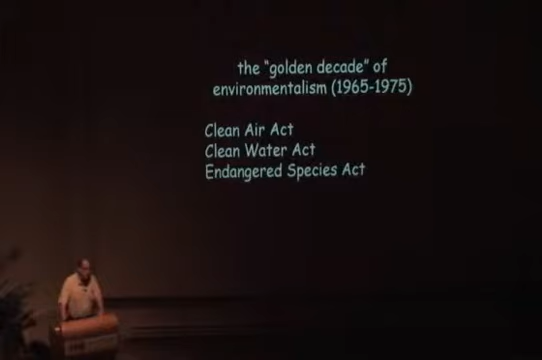 the "golden decade" of
environmentalism (1965-1975)
Clean Air Act
Clean Water Act
Endangered Species Act